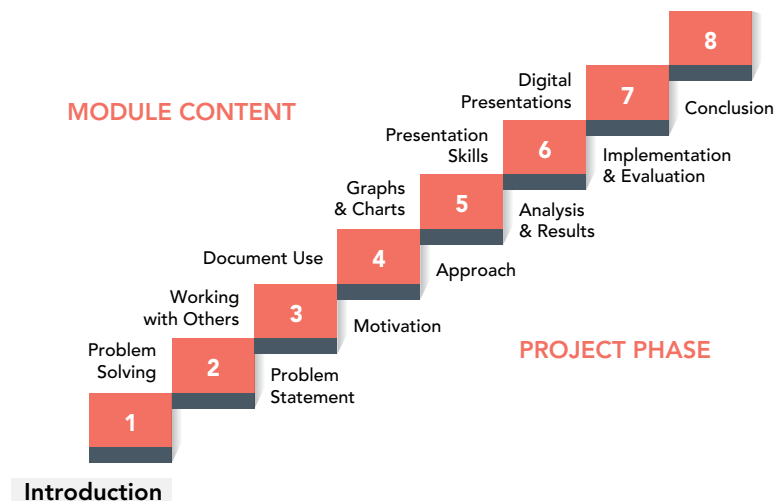 8
Digital
Presentations
7
MODULE CONTENT
Conclusion
Presentation
Skills
6
Implementation
& Evaluation
Graphs
& Charts
5
Analysis
& Results
Document Use
4
Approach
Working
with Others
3
Motivation
PROJECT PHASE
Problem
Solving
2
Problem
Statement
1
Introduction